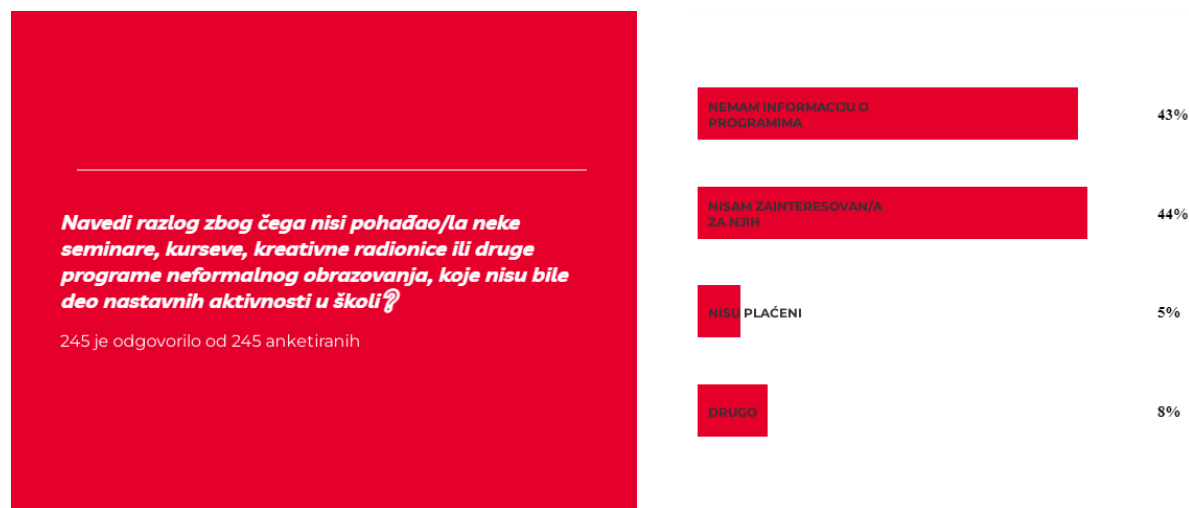 Navedi razlog zbog čega nisi pohađao/la neke
seminare, kurseve, kreativne radionice ili druge
programe neformalnog obrazovanja, koje nisu bile
deo nastavnih aktivnosti u školi?
245 je odgovorilo od 245 anketiranih
NEMAM INFORMACIJU O
PROGRAMIMA
43%
NISAM ZAINTERESOVAN/A
ZA NJIH
44%
NISU PLAĆENI
5%
DRUGO
8%